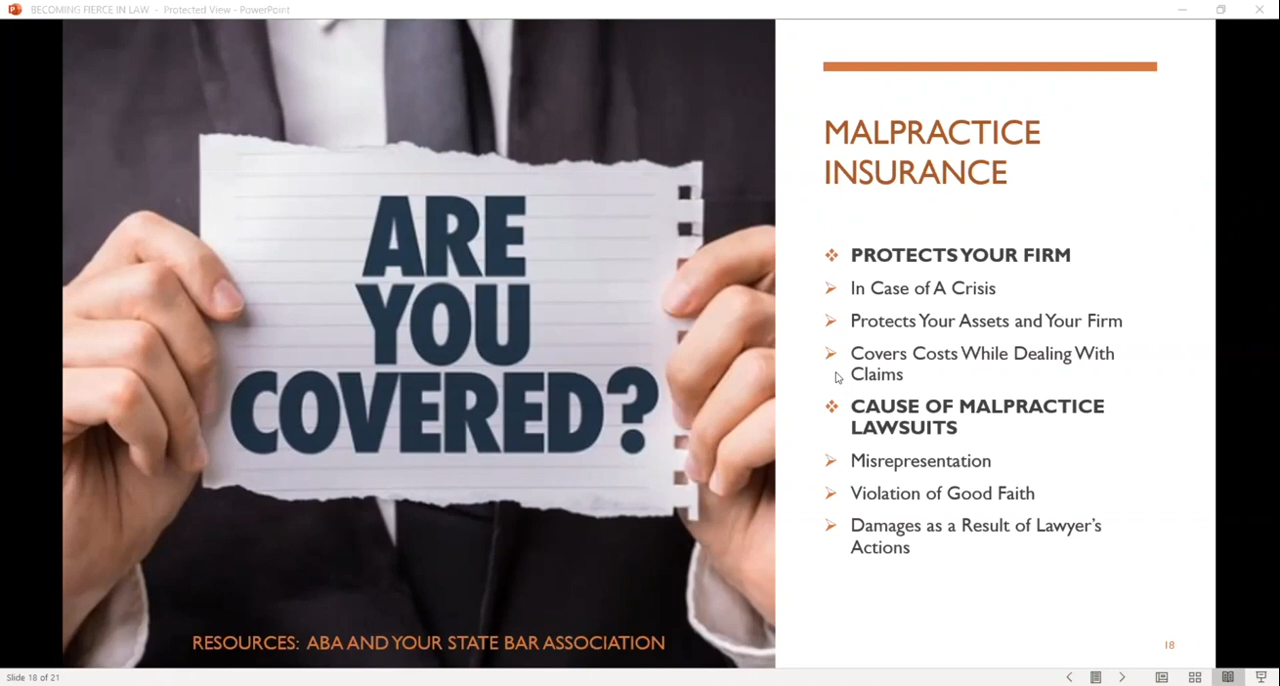 BECOMING FIERCE IN LAW - Protected View - PowerPoint
ARE
YOU
COVERED?
RESOURCES: ABA AND YOUR STATE BAR ASSOCIATION
MALPRACTICE
INSURANCE
PROTECTS YOUR FIRM
In Case of A Crisis
Protects Your Assets and Your Firm
Covers Costs While Dealing With
Claims
CAUSE OF MALPRACTICE
LAWSUITS
Misrepresentation
Violation of Good Faith
Damages as a Result of Lawyer's
Actions
18
Slide 18 of 21